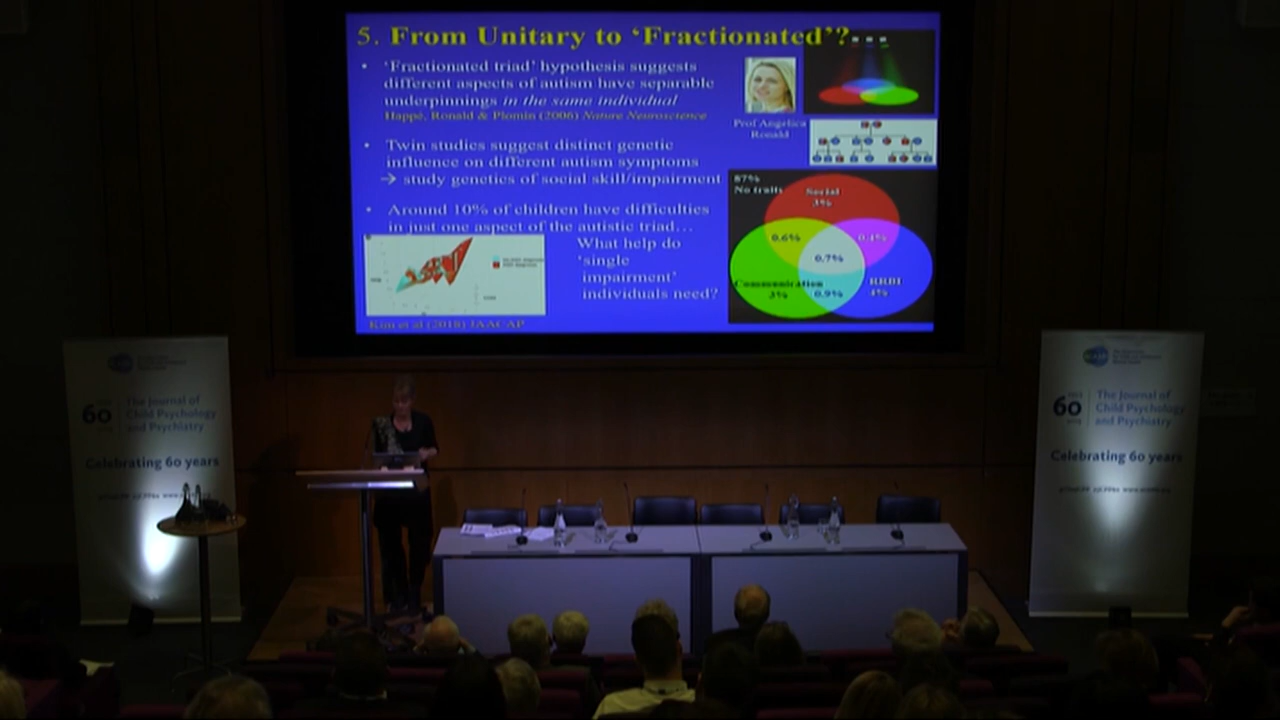 5. From Unitary to ‘Fractionated’?
• ‘Fractionated triad’ hypothesis suggests
different aspects of autism have separable
underpinnings in the same individual
Happé, Ronald & Plomin (2006) Nature Neuroscience
• Twin studies suggest distinct genetic
influence on different autism symptoms
→ study genetics of social skill/impairment
• Around 10% of children have difficulties
in just one aspect of the autistic triad…
What help do
‘single
impairment’
individuals need?
Kim et al (2018) JAACAP
Prof Angelica
Ronald
87%
No traits
Social
3%
0.6%
0.4%
0.7%
Communication
3%
RRBI
4%
0.9%
60
The Journal of
Child Psychology
and Psychiatry
Celebrating 60 years
60
The Journal of
Child Psychology
and Psychiatry
Celebrating 60 years